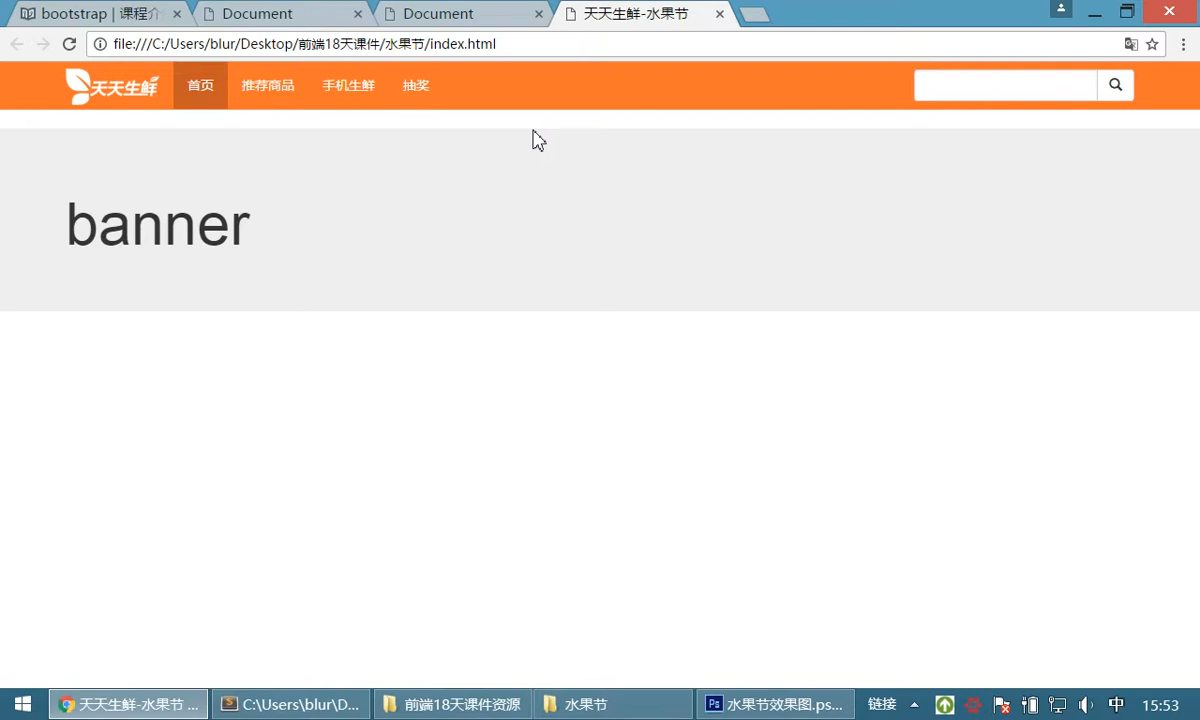 bootstrap | 课程介
Document
Document
天天生鲜-水果节
file:///C:/Users/blur/Desktop/前端18天课件/水果节/index.html
天天生鲜
首页
推荐商品
手机生鲜
抽奖
banner
天天生鲜-水果节 ...
C:\Users\blur\D...
前端18天课件资源
水果节
Ps
水果节效果图.ps...
链接
中
15:53